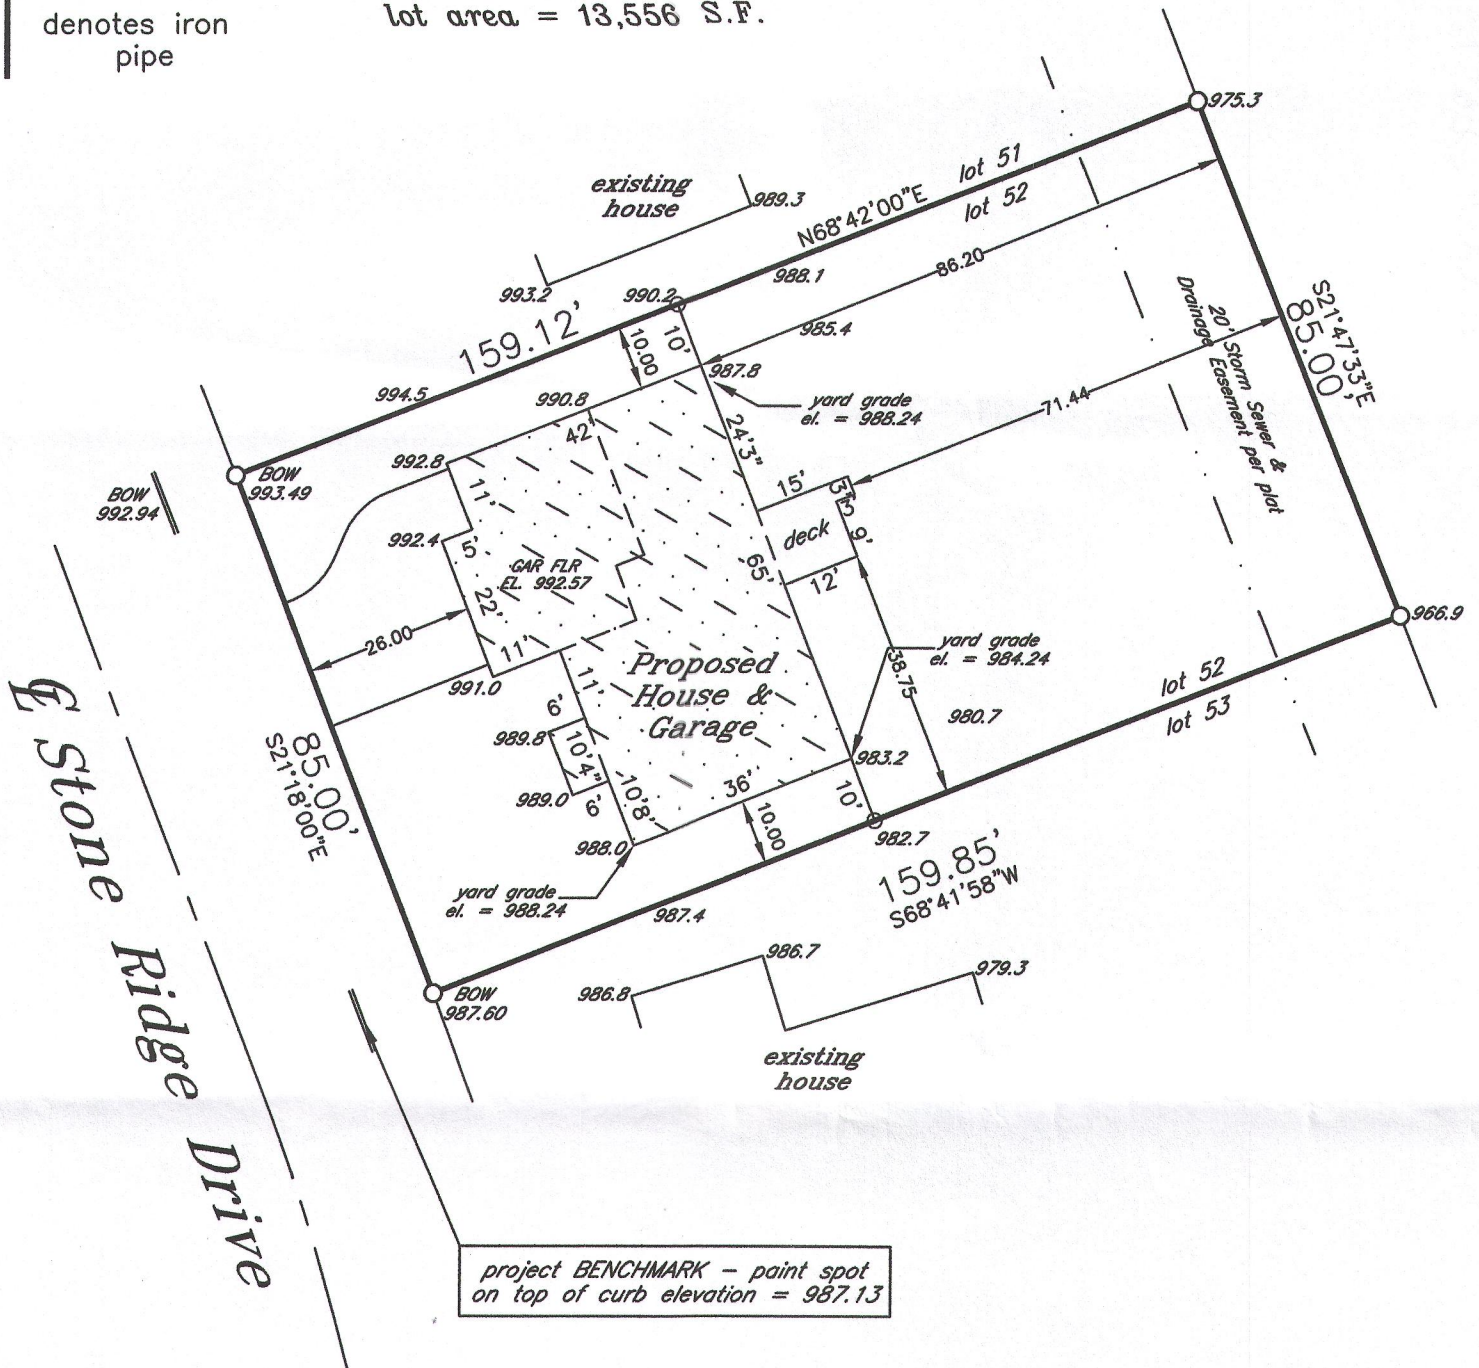 denotes iron
pipe
lot area = 13,556 S.F.
975.3
existing
house
989.3
993.2
lot 51
lot 52
N68°42'00"E
990.2
988.1
86.20
985.4
159.12'
10.00
10'
987.8
yard grade
el. = 988.24
20' Storm Sewer &
Drainage Easement per plat
S21°47'33"E
85.00'
71.44
994.5
990.8
42'
24'3"
992.8
BOW
993.49
BOW
992.94
11'
15'
3'
3'
deck
9'
12'
992.4
5'
GAR FLR
EL. 992.57
22'
65'
26.00
11'
991.0
966.9
yard grade
el. = 984.24
38.75
Proposed
House &
Garage
11'
6'
989.8
10'4"
989.0
6'
10'8"
36'
983.2
980.7
lot 52
lot 53
10'
10.00
988.0
982.7
85.00'
S21°18'00"E
yard grade
el. = 988.24
987.4
159.85'
S68°41'58"W
BOW
987.60
986.8
986.7
979.3
existing
house
℄ Stone Ridge Drive
project BENCHMARK – paint spot
on top of curb elevation = 987.13